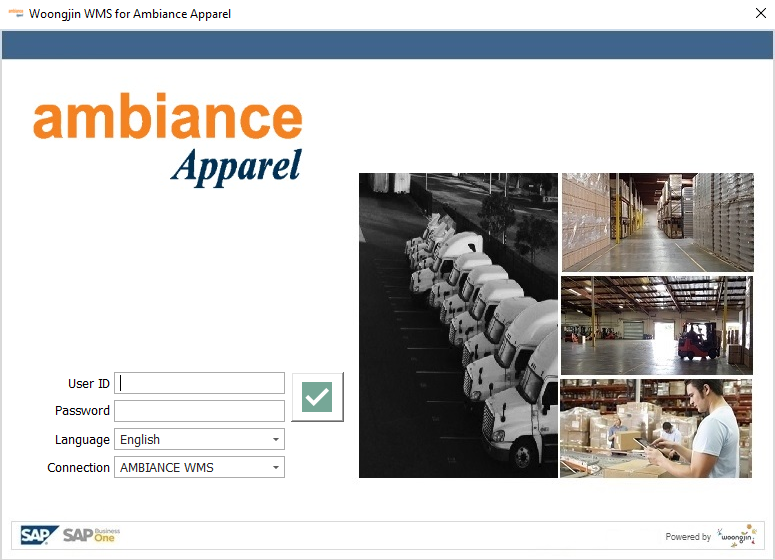 Woongjin WMS for Ambiance Apparel
ambiance
Apparel
User ID
Password
Language English
Connection AMBIANCE WMS
SAP SAP Business One
Powered by woongjin